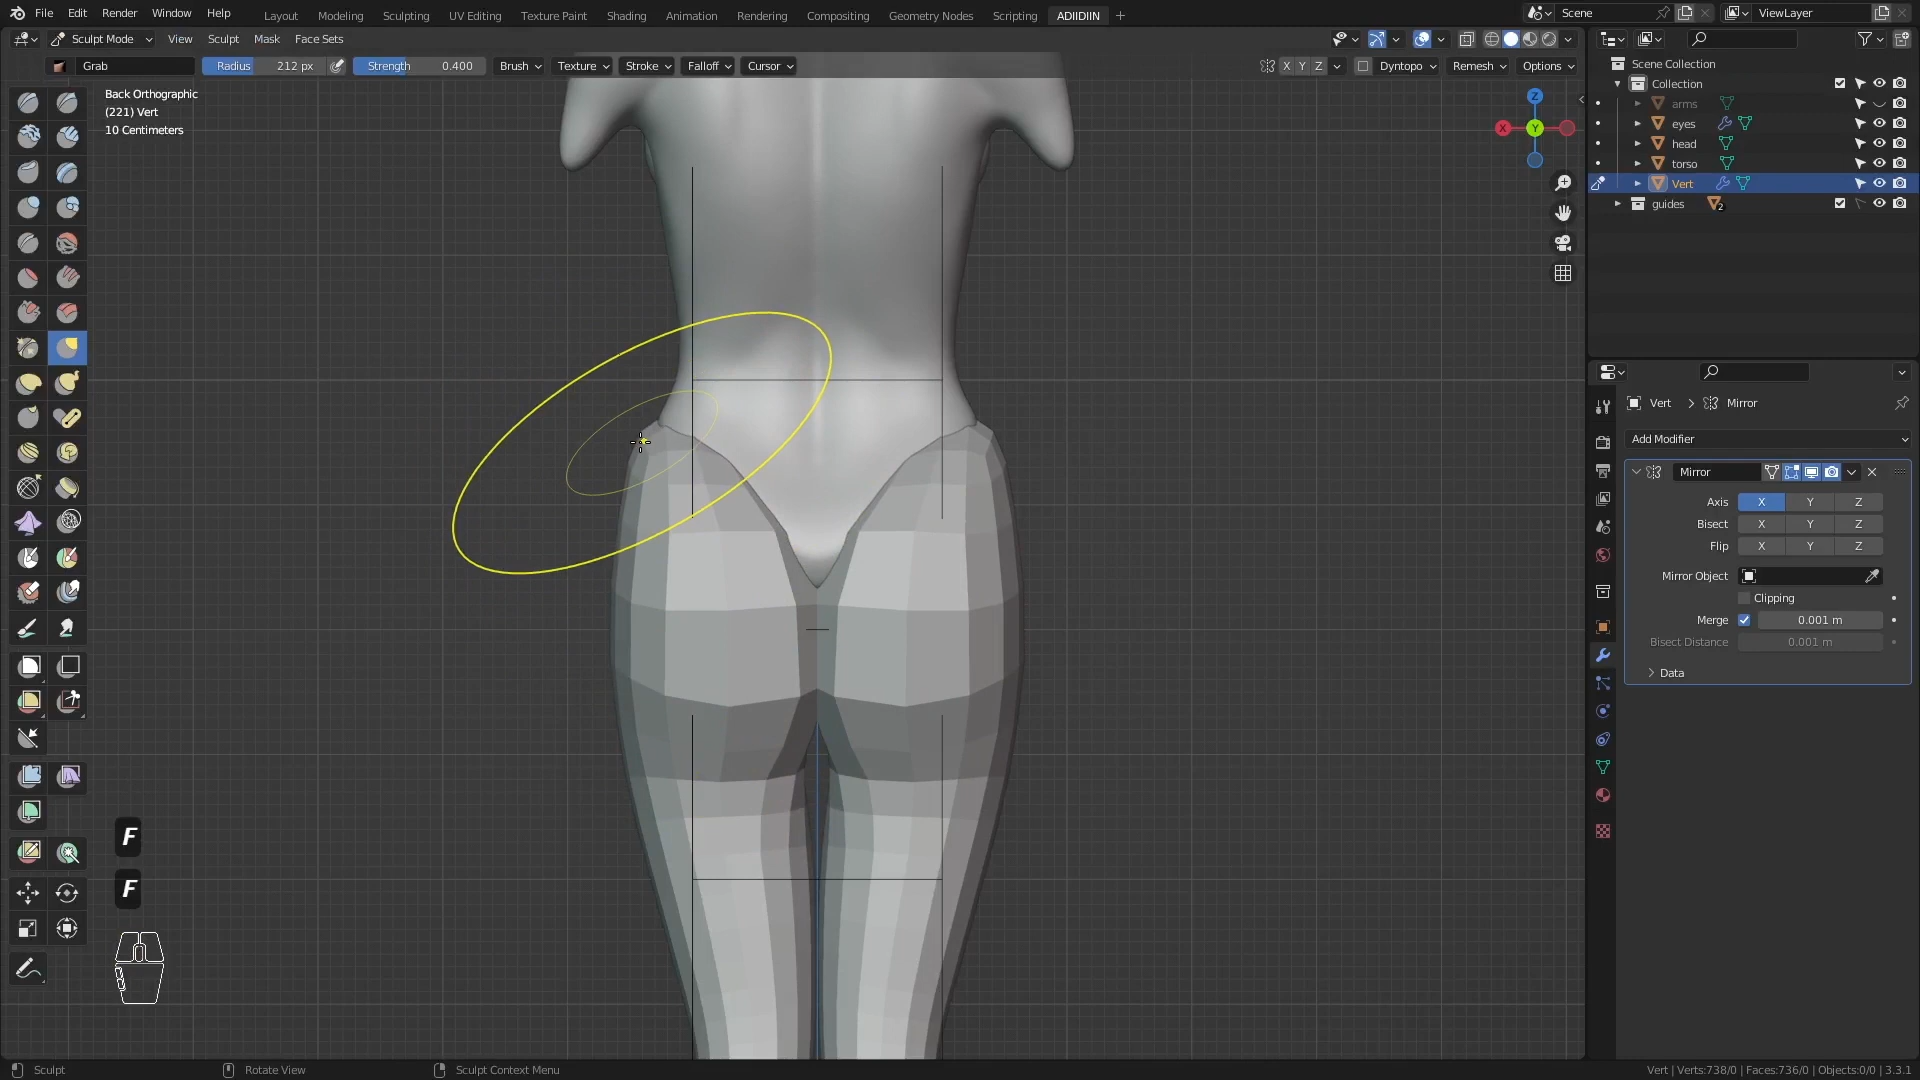 File Edit Render Window Help Layout Modeling Sculpting UV Editing Texture Paint Shading Animation Rendering Compositing Geometry Nodes Scripting ADIIDIIN + Scene ViewLayer
Sculpt Mode View Sculpt Mask Face Sets
Grab Radius 212 px Strength 0.400 Brush Texture Stroke Falloff Cursor X Y Z Dyntopo Remesh Options
Back Orthographic
(221) Vert
10 Centimeters
Z
X
Y
Scene Collection
Collection
arms
eyes
head
torso
Vert
guides 2
Vert > Mirror
Add Modifier
Mirror
Axis X Y Z
Bisect X Y Z
Flip X Y Z
Mirror Object
Clipping
Merge 0.001 m
Bisect Distance 0.001 m
Data
F
F
Sculpt Rotate View Sculpt Context Menu Vert | Verts:738/0 | Faces:736/0 | Objects:0/0 | 3.3.1